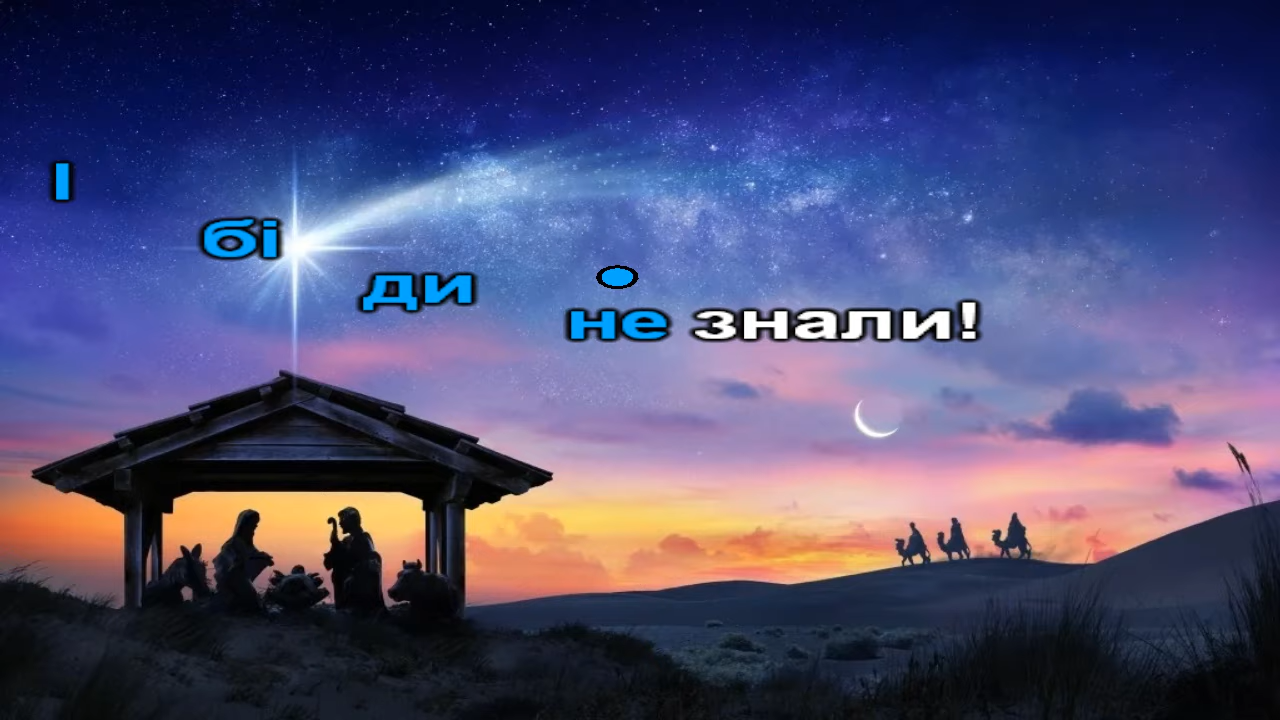 І
бі
ди
не знали!